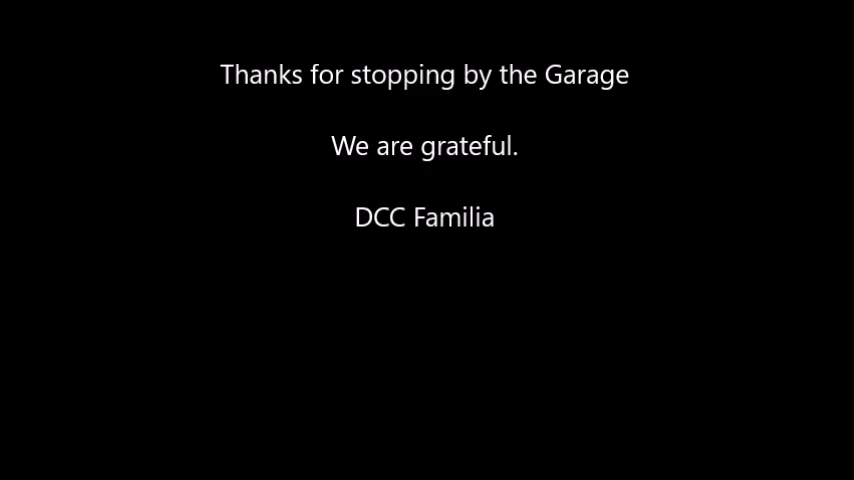 Thanks for stopping by the Garage
We are grateful.
DCC Familia